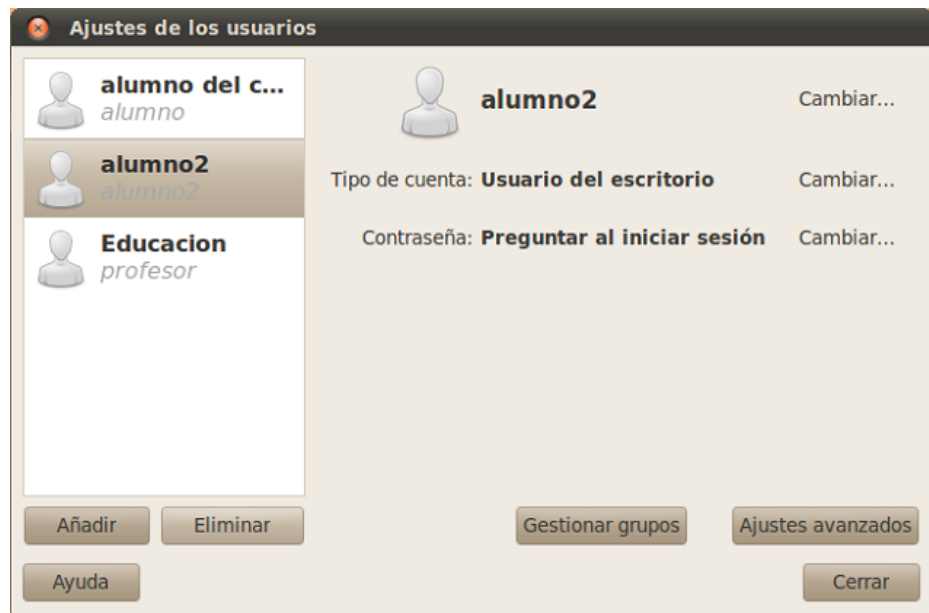 Ajustes de los usuarios
alumno del c...
alumno
alumno2
alumno2
Educacion
profesor
alumno2 Cambiar...
Tipo de cuenta: Usuario del escritorio Cambiar...
Contraseña: Preguntar al iniciar sesión Cambiar...
Añadir Eliminar Gestionar grupos Ajustes avanzados
Ayuda Cerrar